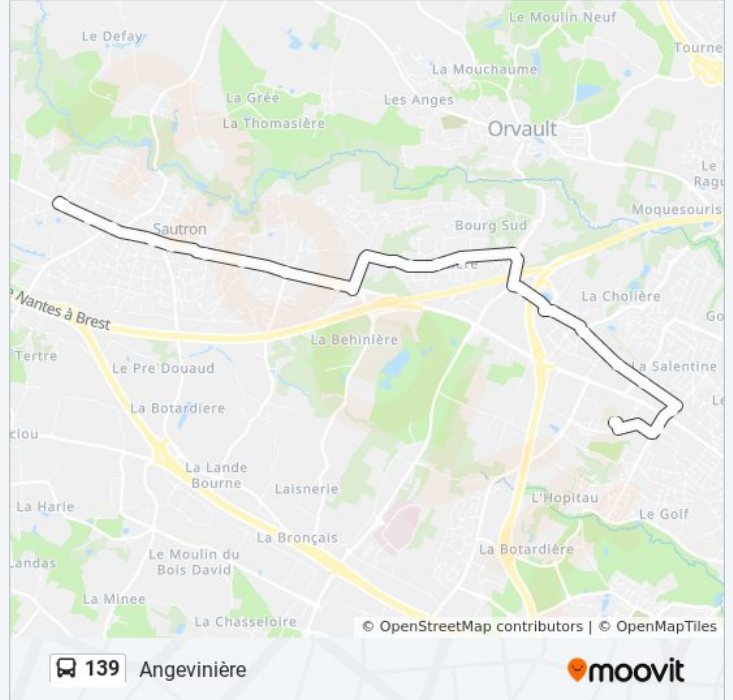 Le Moulin Neuf
Le Defay
Tourne
La Mouchaume
La Grée
Les Anges
La Thomasière
Orvault
Le
Ragu
Moquesouris
Sautron
Bourg Sud
ère
La Cholière
Nantes à Brest
Go
La Behinière
Tertre
Le Pre Douaud
La Salentine
Le
La Botardiere
ciou
La Lande
Bourne
Laisnerie
L'Hopitau
La Harie
Le Golf
La Bronçais
La Botardière
andas
Le Moulin du
Bois David
La Minee
La Chasseloire
© OpenStreetMap contributors | © OpenMapTiles
139 Angevinière
moovit